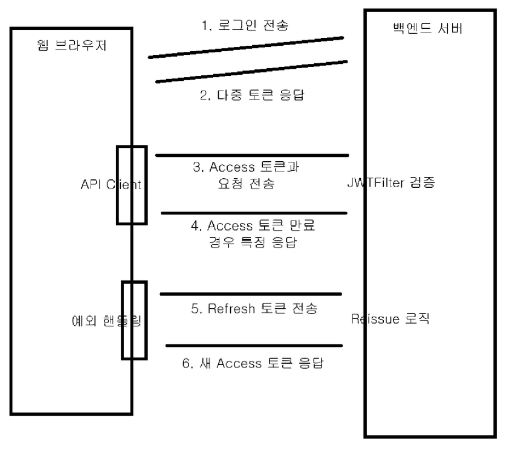 1. 로그인 전송
웹 브라우저
백엔드 서비
2. 다중 토큰 응답
3. Access 토큰과
요청 전송
API Client
JWTFilter 검증
4. Access 토큰 만료
경우 특정 응답
5. Refresh 토큰 전송
예외 핸들링
Reissue 로직
6. 새 Access 토큰 응답